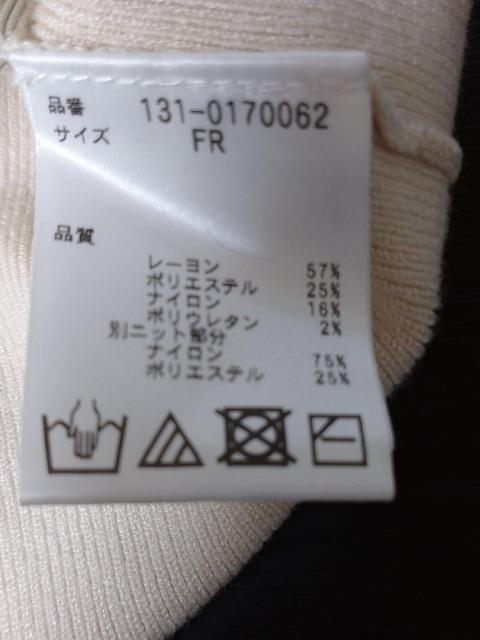 品番 131-0170062
サイズ FR
品質
レーヨン 57%
ポリエステル 25%
ナイロン 16%
ポリウレタン 2%
別ニット部分
ナイロン 75%
ポリエステル 25%